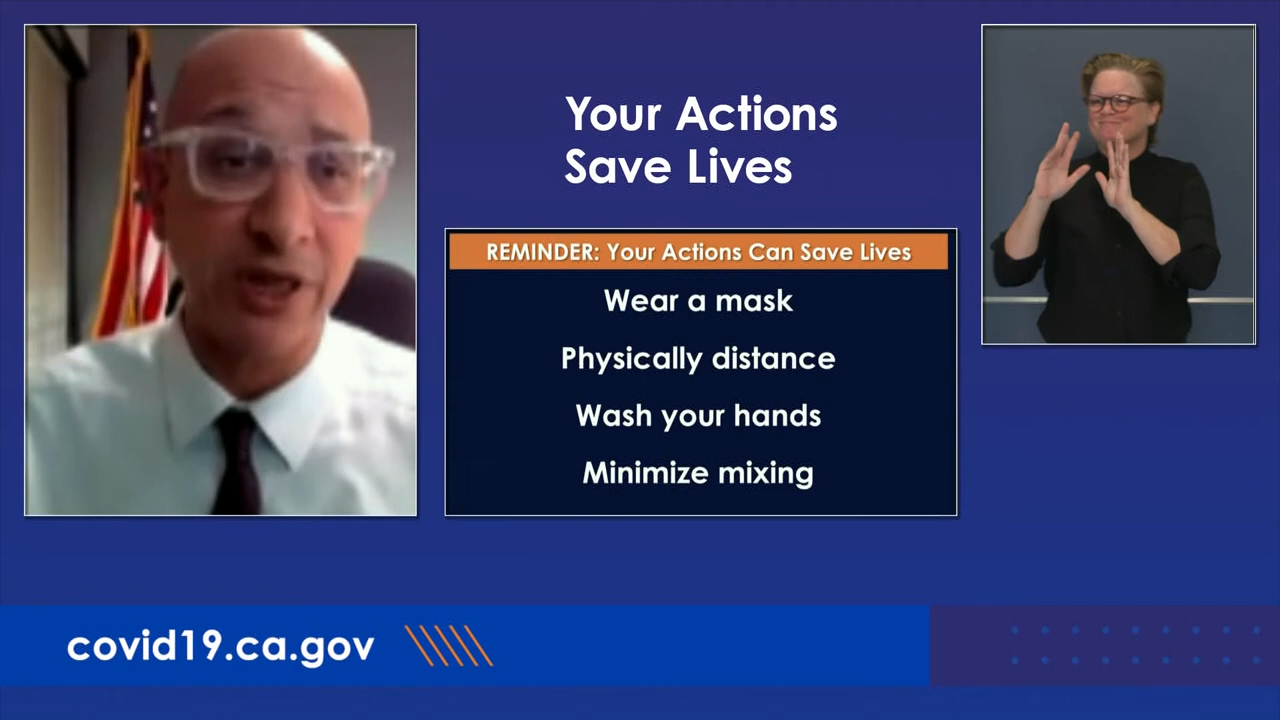 Your Actions
Save Lives
REMINDER: Your Actions Can Save Lives
Wear a mask
Physically distance
Wash your hands
Minimize mixing
covid19.ca.gov